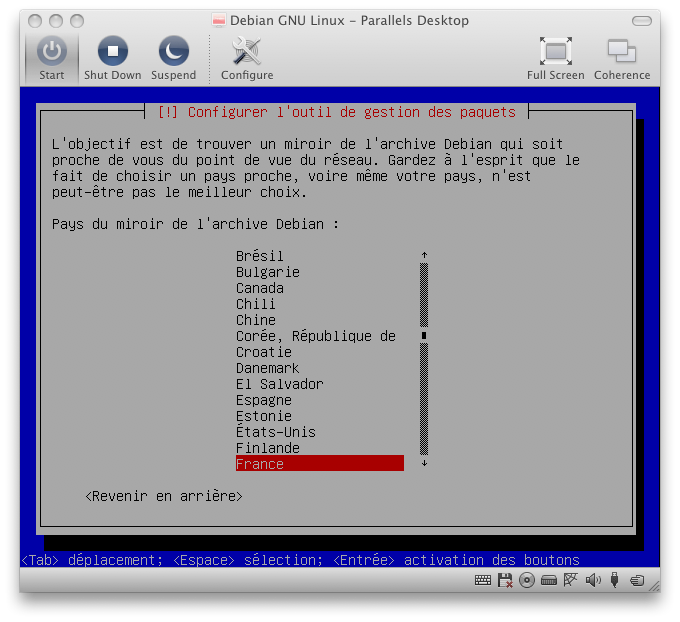 Debian GNU Linux - Parallels Desktop
Start Shut Down Suspend Configure Full Screen Coherence
[!] Configurer l'outil de gestion des paquets
L'objectif est de trouver un miroir de l'archive Debian qui soit
proche de vous du point de vue du réseau. Gardez à l'esprit que le
fait de choisir un pays proche, voire même votre pays, n'est
peut-être pas le meilleur choix.
Pays du miroir de l'archive Debian :
Brésil
Bulgarie
Canada
Chili
Chine
Corée, République de
Croatie
Danemark
El Salvador
Espagne
Estonie
États-Unis
Finlande
France
<Revenir en arrière>
<Tab> déplacement; <Espace> sélection; <Entrée> activation des boutons